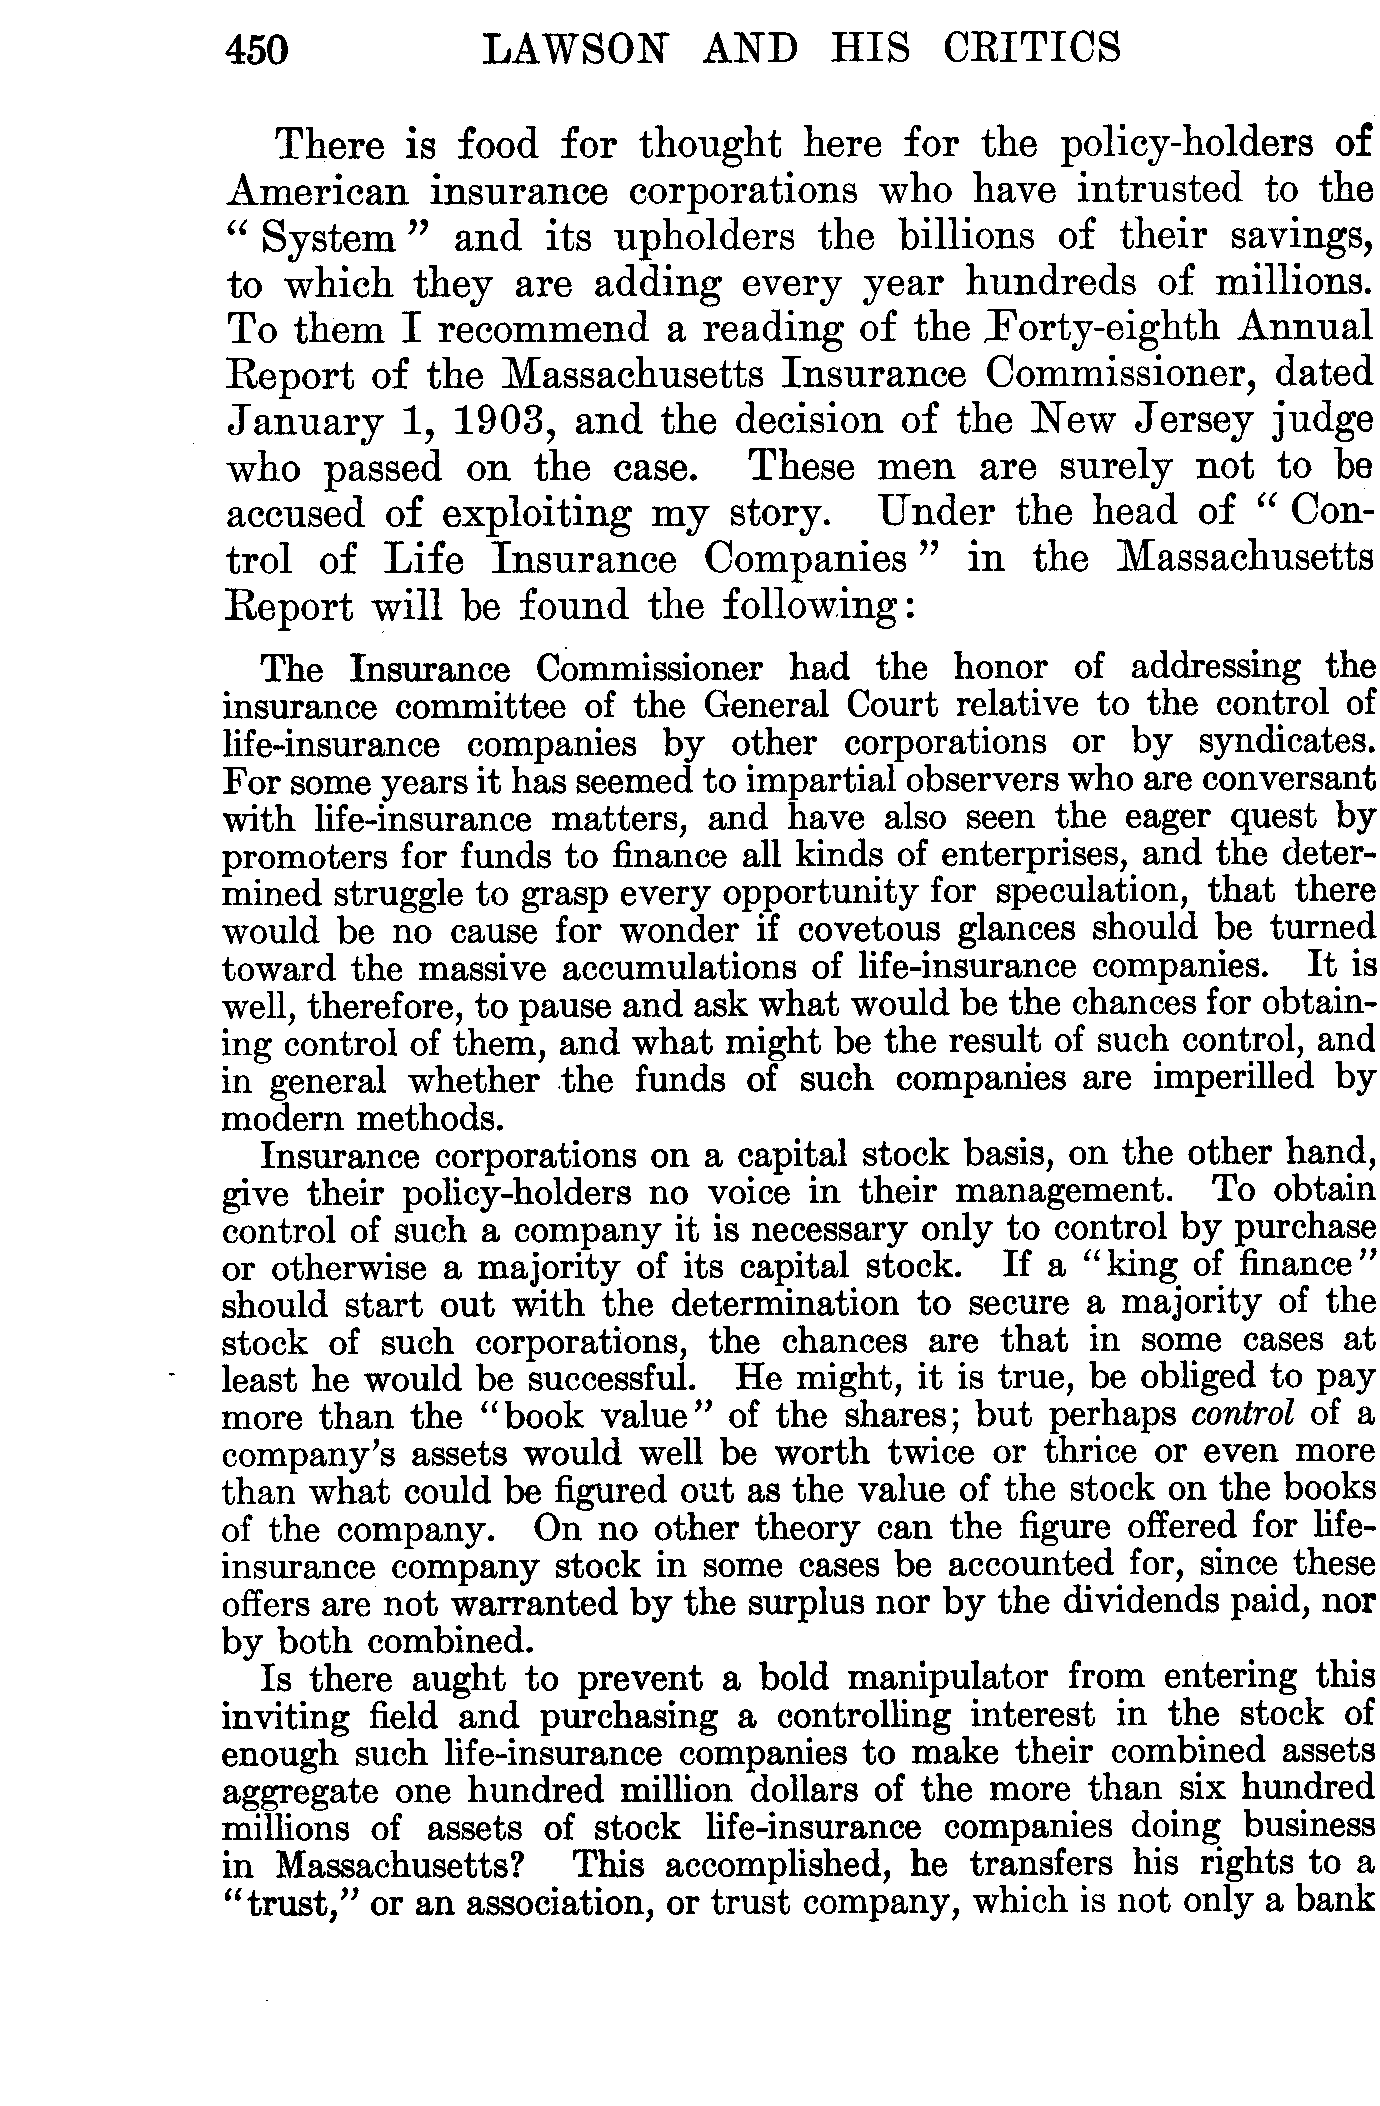 450 LAWSON AND HIS CRITICS
There is food for thought here for the policy-holders of
American insurance corporations who have intrusted to the
" System " and its upholders the billions of their savings,
to which they are adding every year hundreds of millions.
To them I recommend a reading of the Forty-eighth Annual
Report of the Massachusetts Insurance Commissioner, dated
January 1, 1903, and the decision of the New Jersey judge
who passed on the case. These men are surely not to be
accused of exploiting my story. Under the head of " Con-
trol of Life Insurance Companies " in the Massachusetts
Report will be found the following:
The Insurance Commissioner had the honor of addressing the
insurance committee of the General Court relative to the control of
life-insurance companies by other corporations or by syndicates.
For some years it has seemed to impartial observers who are conversant
with life-insurance matters, and have also seen the eager quest by
promoters for funds to finance all kinds of enterprises, and the deter-
mined struggle to grasp every opportunity for speculation, that there
would be no cause for wonder if covetous glances should be turned
toward the massive accumulations of life-insurance companies. It is
well, therefore, to pause and ask what would be the chances for obtain-
ing control of them, and what might be the result of such control, and
in general whether the funds of such companies are imperilled by
modern methods.
Insurance corporations on a capital stock basis, on the other hand,
give their policy-holders no voice in their management. To obtain
control of such a company it is necessary only to control by purchase
or otherwise a majority of its capital stock. If a "king of finance"
should start out with the determination to secure a majority of the
stock of such corporations, the chances are that in some cases at
least he would be successful. He might, it is true, be obliged to pay
more than the "book value" of the shares; but perhaps control of a
company's assets would well be worth twice or thrice or even more
than what could be figured out as the value of the stock on the books
of the company. On no other theory can the figure offered for life-
insurance company stock in some cases be accounted for, since these
offers are not warranted by the surplus nor by the dividends paid, nor
by both combined.
Is there aught to prevent a bold manipulator from entering this
inviting field and purchasing a controlling interest in the stock of
enough such life-insurance companies to make their combined assets
aggregate one hundred million dollars of the more than six hundred
millions of assets of stock life-insurance companies doing business
in Massachusetts? This accomplished, he transfers his rights to a
"trust," or an association, or trust company, which is not only a bank